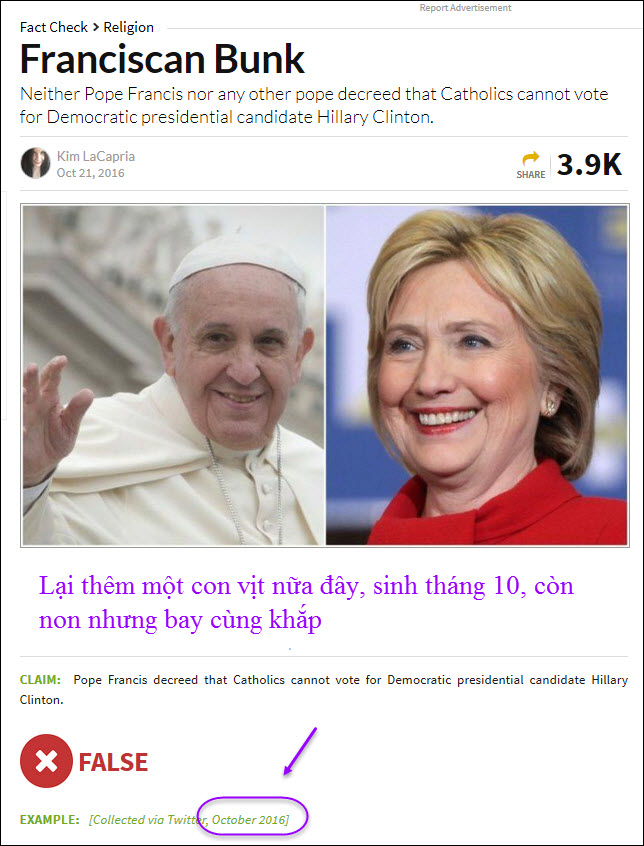 Report Advertisement
Fact Check > Religion
Franciscan Bunk
Neither Pope Francis nor any other pope decreed that Catholics cannot vote
for Democratic presidential candidate Hillary Clinton.
Kim LaCapria
Oct 21, 2016
SHARE
3.9K
Lại thêm một con vịt nữa đây, sinh tháng 10, còn
non nhưng bay cùng khắp
CLAIM: Pope Francis decreed that Catholics cannot vote for Democratic presidential candidate Hillary
Clinton.
FALSE
EXAMPLE: [Collected via Twitter, October 2016]